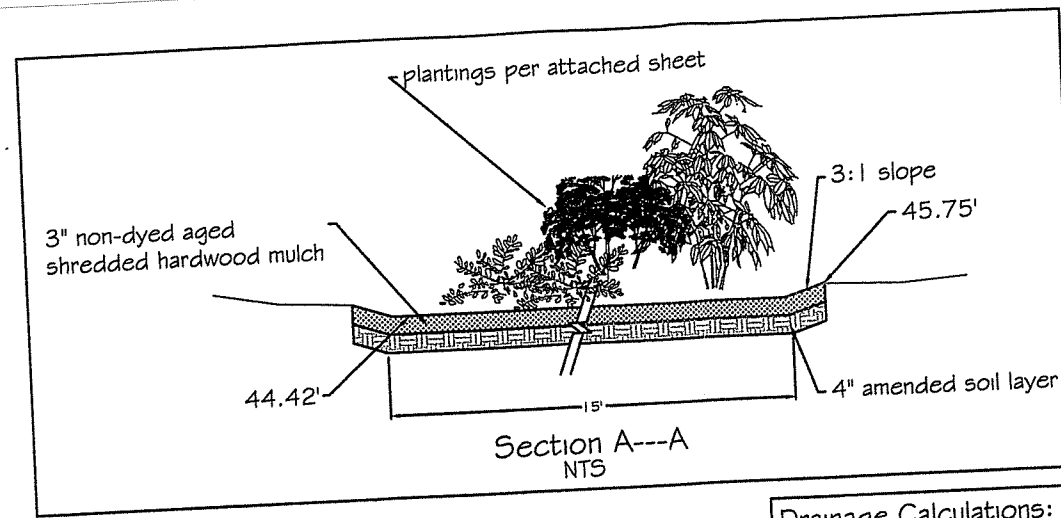 plantings per attached sheet
3:1 slope
45.75'
3" non-dyed aged
shredded hardwood mulch
44.42'
4" amended soil layer
15'
Section A---A
NTS
Drainage Calculations: